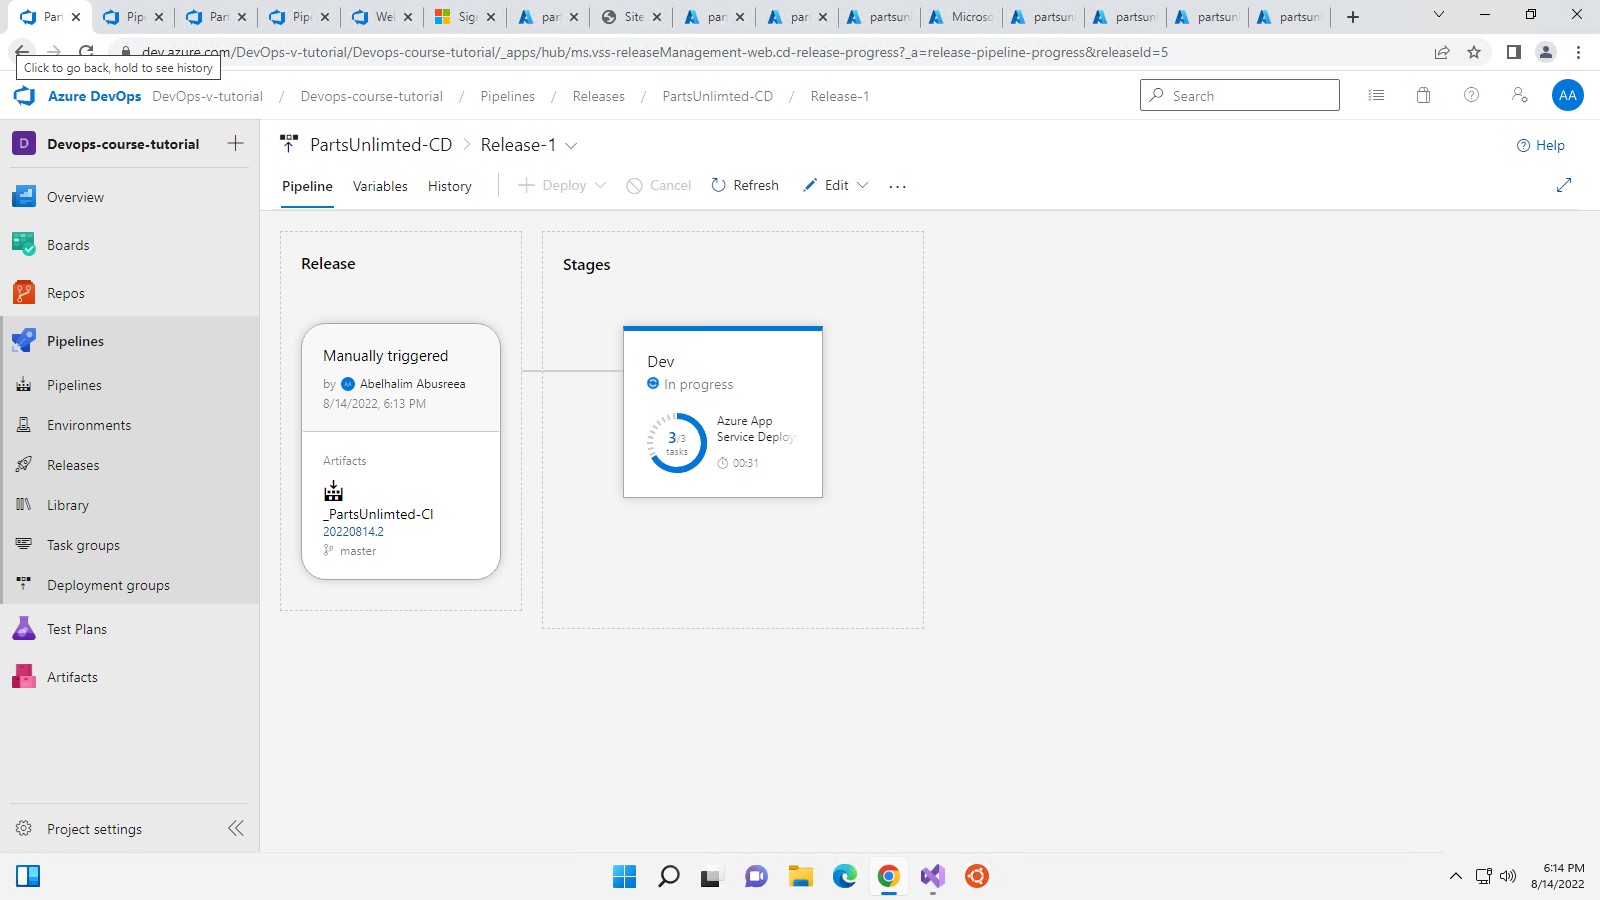 Part
Pip
Part
Pip
Wel
Sig
par
Site
par
par
partsun
Micros
partsun
partsun
partsun
partsun
dev.azure.com/DevOps-v-tutorial/Devops-course-tutorial/_apps/hub/ms.vss-releaseManagement-web.cd-release-progress?_a=release-pipeline-progress&releaseId=5
Click to go back, hold to see history
Azure DevOps DevOps-v-tutorial / Devops-course-tutorial / Pipelines / Releases / PartsUnlimted-CD / Release-1
Search
AA
D Devops-course-tutorial
PartsUnlimted-CD > Release-1
Help
Pipeline Variables History Deploy Cancel Refresh Edit ...
Overview
Boards
Repos
Pipelines
Pipelines
Environments
Releases
Library
Task groups
Deployment groups
Test Plans
Artifacts
Project settings
Release
Manually triggered
by AA Abelhalim Abusreea
8/14/2022, 6:13 PM
Artifacts
_PartsUnlimted-CI
20220814.2
master
Stages
Dev
In progress
3/3
tasks
Azure App
Service Deploy
00:31
6:14 PM
8/14/2022